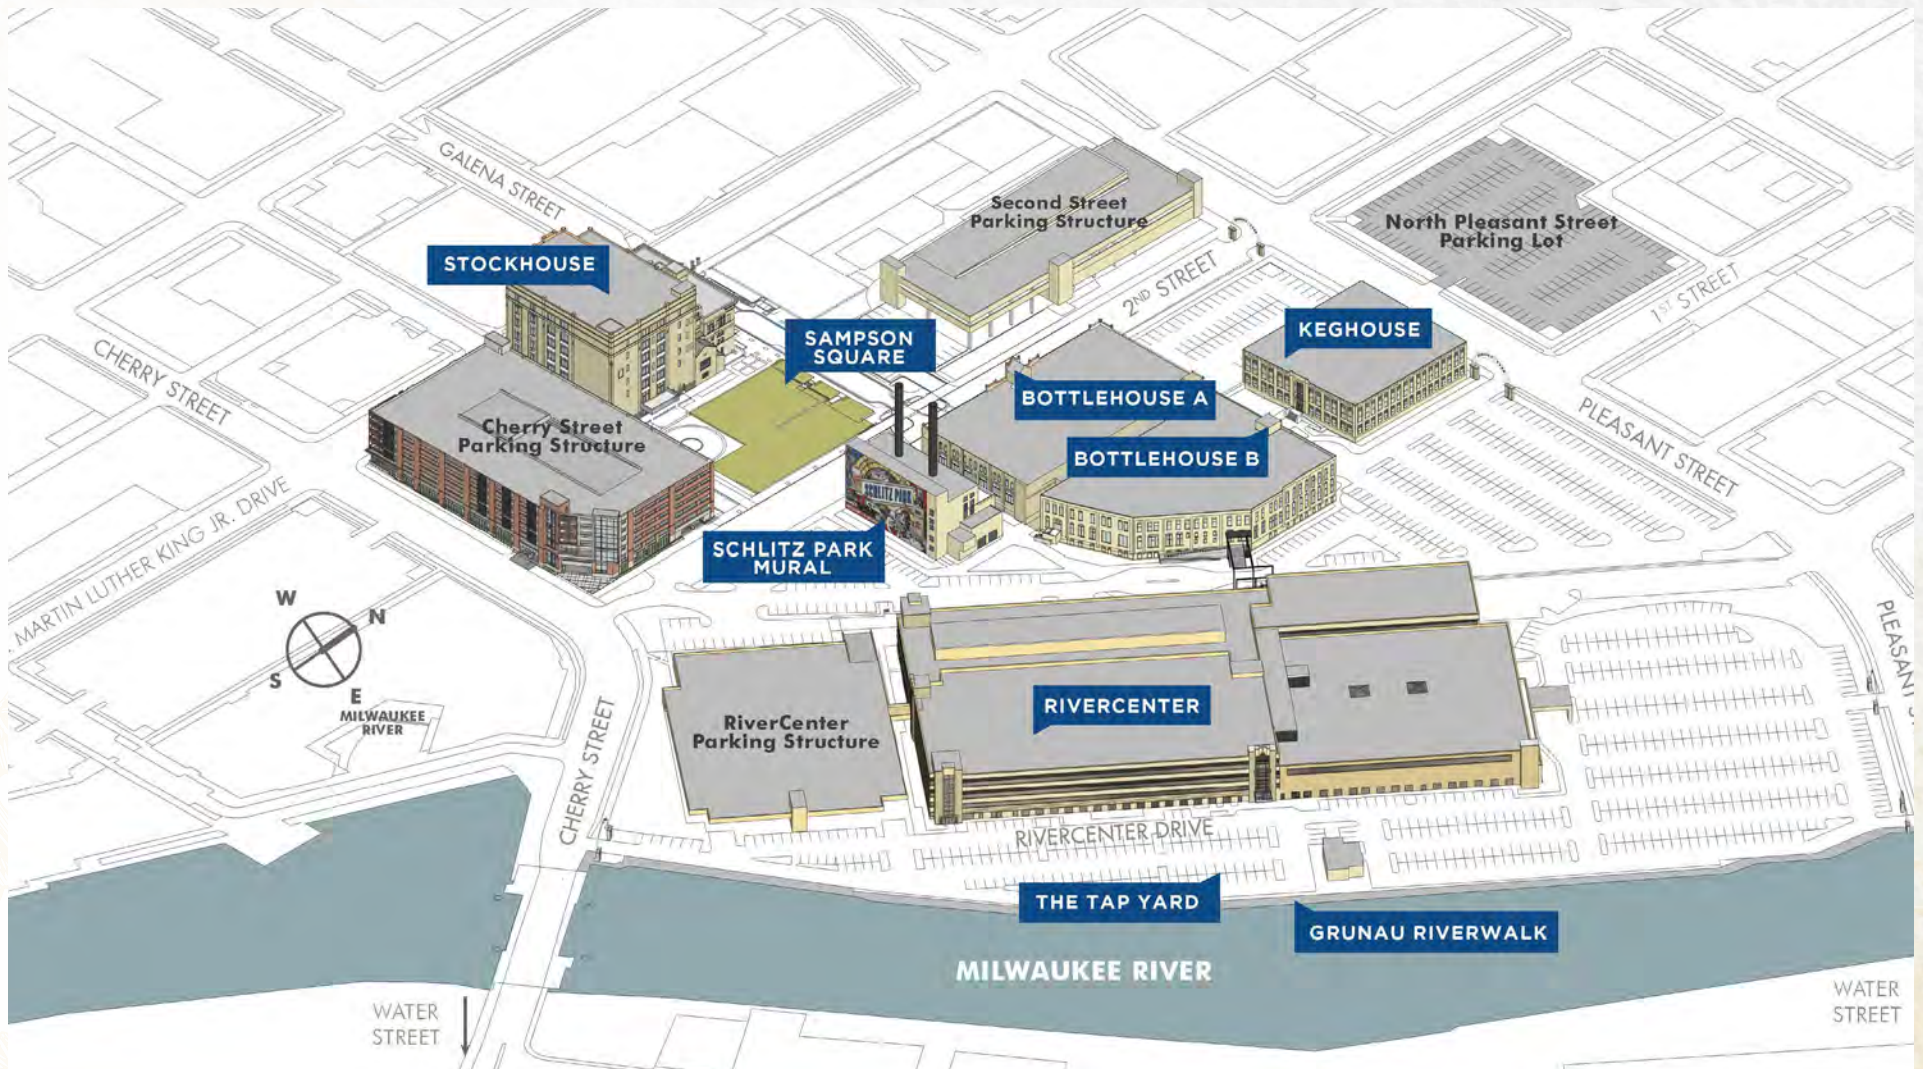 GALENA STREET
Second Street
Parking Structure
North Pleasant Street
Parking Lot
STOCKHOUSE
2ND STREET
1ST STREET
SAMPSON
SQUARE
KEGHOUSE
CHERRY STREET
BOTTLEHOUSE A
PLEASANT STREET
Cherry Street
Parking Structure
BOTTLEHOUSE B
SCHLITZ PARK
MARTIN LUTHER KING JR. DRIVE
SCHLITZ PARK
MURAL
W
N
S
E
MILWAUKEE
RIVER
RIVERCENTER
RiverCenter
Parking Structure
CHERRY STREET
RIVERCENTER DRIVE
THE TAP YARD
GRUNAU RIVERWALK
MILWAUKEE RIVER
WATER
STREET
WATER
STREET
PLEASANT